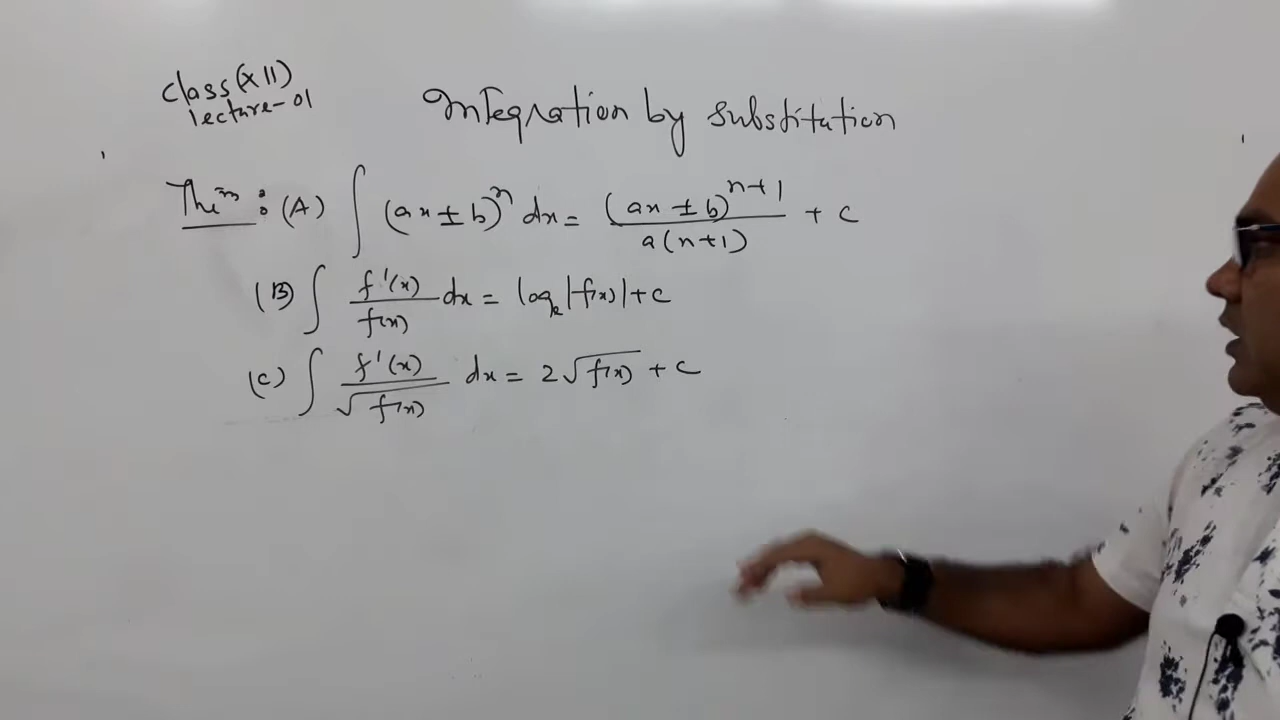 Class(XII)
lecture-01
Integration by substitution
Thm : (A) ∫ (ax ± b)^n dx = (ax ± b)^(n+1) / a(n+1) + c
(B) ∫ f'(x) / f(x) dx = log_e |f(x)| + c
(C) ∫ f'(x) / √f(x) dx = 2√f(x) + c